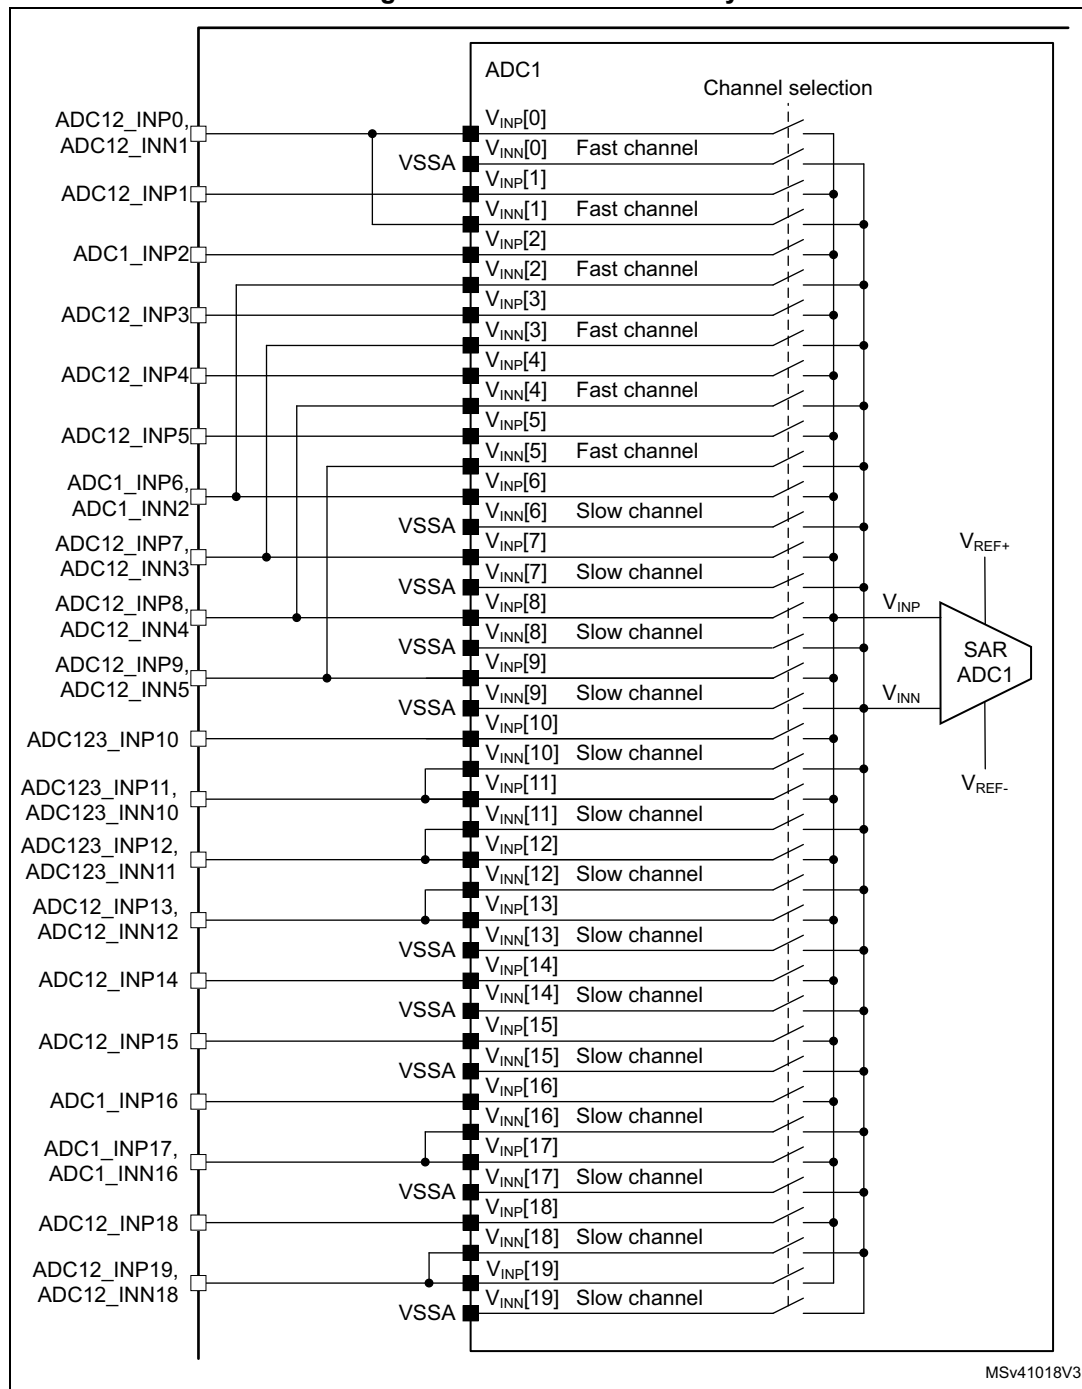 ADC1
Channel selection
ADC12_INP0,
ADC12_INN1
VINP[0]
VINN[0] Fast channel
VSSA
ADC12_INP1
VINP[1]
VINN[1] Fast channel
ADC1_INP2
VINP[2]
VINN[2] Fast channel
ADC12_INP3
VINP[3]
VINN[3] Fast channel
ADC12_INP4
VINP[4]
VINN[4] Fast channel
ADC12_INP5
VINP[5]
VINN[5] Fast channel
ADC1_INP6,
ADC1_INN2
VINP[6]
VINN[6] Slow channel
VSSA
ADC12_INP7,
ADC12_INN3
VINP[7]
VINN[7] Slow channel
VSSA
ADC12_INP8,
ADC12_INN4
VINP[8]
VINN[8] Slow channel
VSSA
ADC12_INP9,
ADC12_INN5
VINP[9]
VINN[9] Slow channel
VSSA
VREF+
VINP
SAR
ADC1
VINN
VREF-
ADC123_INP10
VINP[10]
VINN[10] Slow channel
ADC123_INP11,
ADC123_INN10
VINP[11]
VINN[11] Slow channel
ADC123_INP12,
ADC123_INN11
VINP[12]
VINN[12] Slow channel
ADC12_INP13,
ADC12_INN12
VINP[13]
VINN[13] Slow channel
VSSA
ADC12_INP14
VINP[14]
VINN[14] Slow channel
VSSA
ADC12_INP15
VINP[15]
VINN[15] Slow channel
VSSA
ADC1_INP16
VINP[16]
VINN[16] Slow channel
ADC1_INP17,
ADC1_INN16
VINP[17]
VINN[17] Slow channel
VSSA
ADC12_INP18
VINP[18]
VINN[18] Slow channel
ADC12_INP19,
ADC12_INN18
VINP[19]
VINN[19] Slow channel
VSSA
MSv41018V3